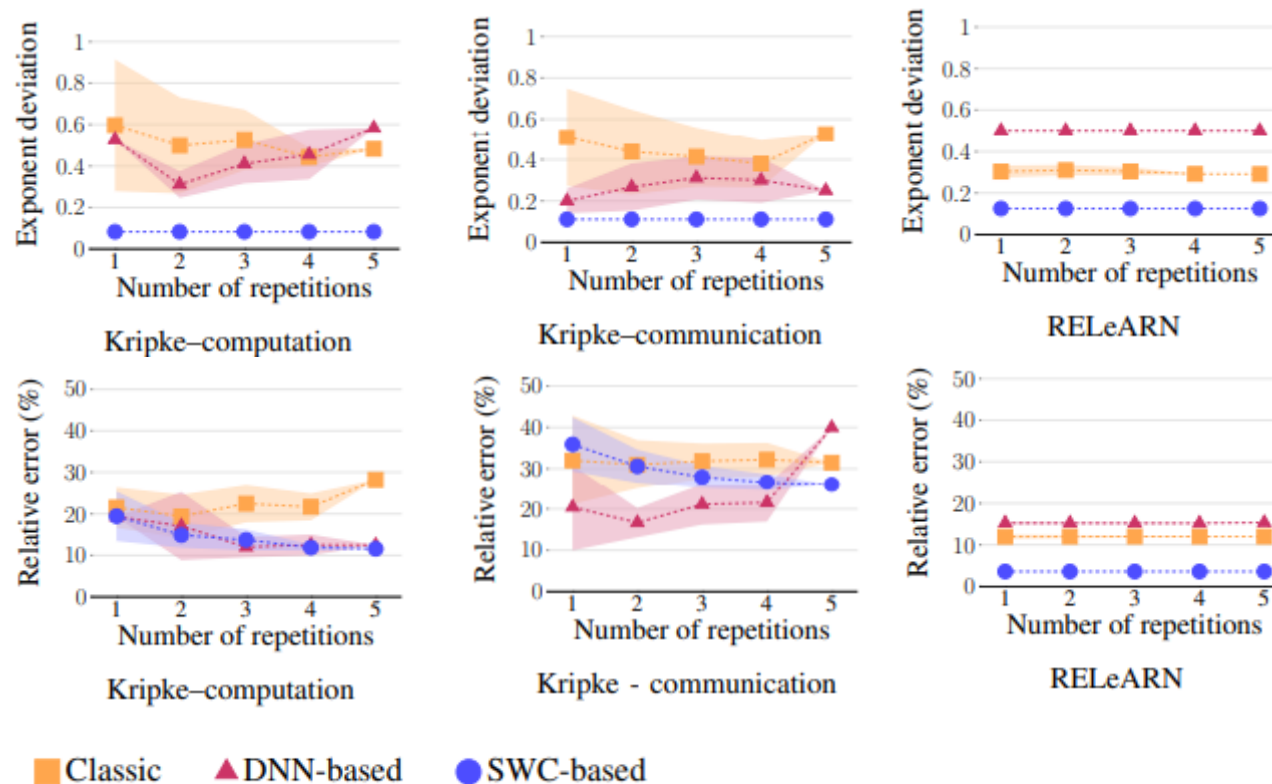 Exponent deviation
1
0.8
0.6
0.4
0.2
0
1 2 3 4 5
Number of repetitions
Kripke–computation
Exponent deviation
1
0.8
0.6
0.4
0.2
0
1 2 3 4 5
Number of repetitions
Kripke–communication
Exponent deviation
1
0.8
0.6
0.4
0.2
0
1 2 3 4 5
Number of repetitions
RELeARN
Relative error (%)
50
40
30
20
10
0
1 2 3 4 5
Number of repetitions
Kripke–computation
Relative error (%)
50
40
30
20
10
0
1 2 3 4 5
Number of repetitions
Kripke - communication
Relative error (%)
50
40
30
20
10
0
1 2 3 4 5
Number of repetitions
RELeARN
Classic DNN-based SWC-based